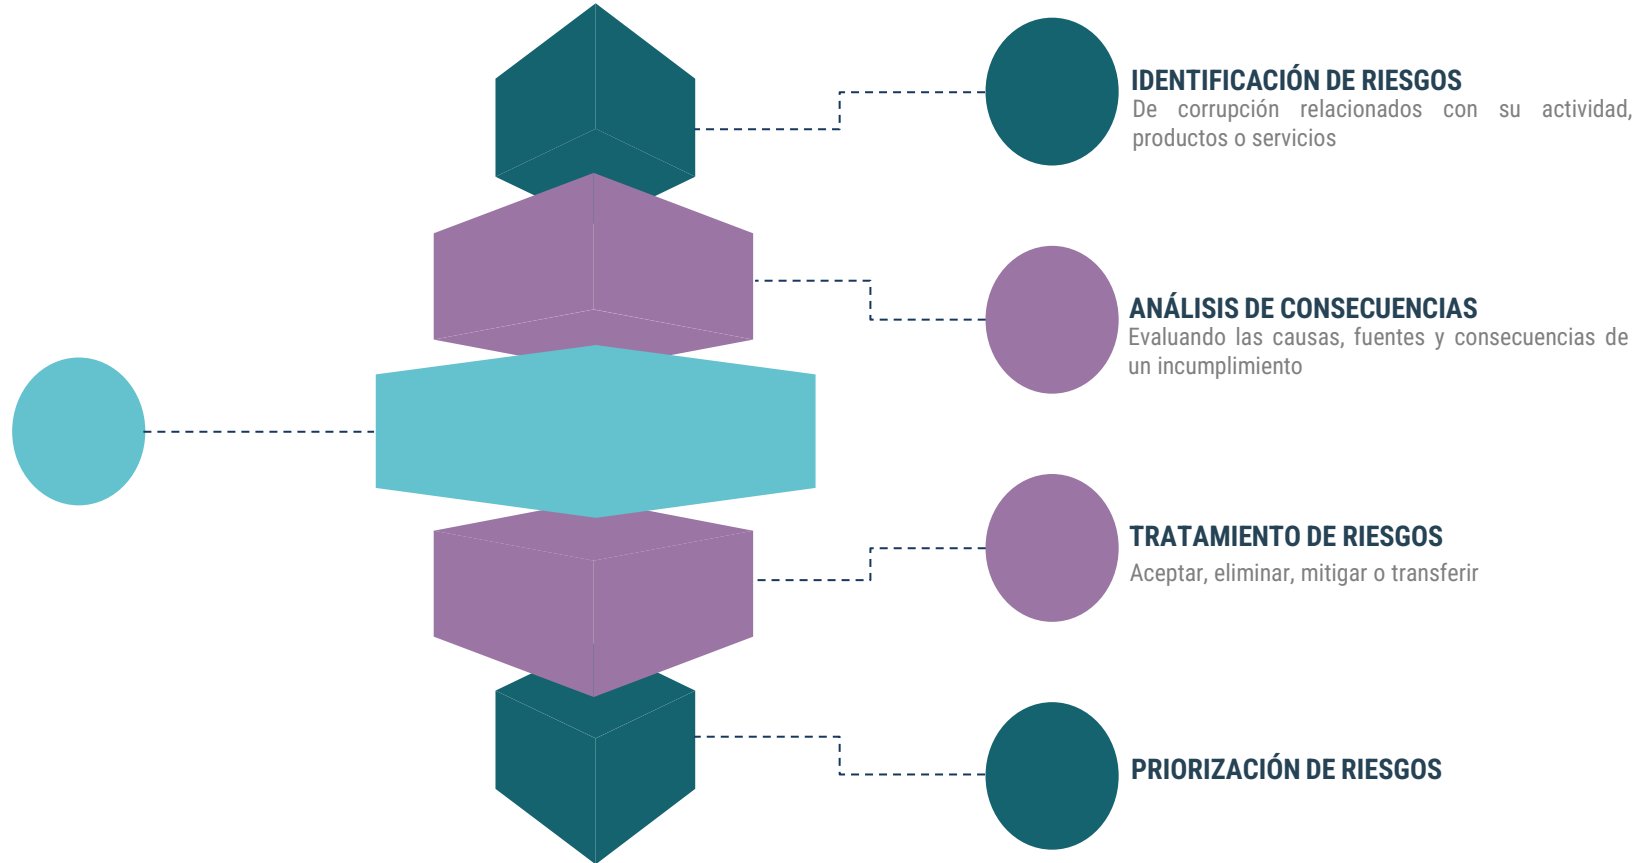 IDENTIFICACIÓN DE RIESGOS
De corrupción relacionados con su actividad,
productos o servicios
ANÁLISIS DE CONSECUENCIAS
Evaluando las causas, fuentes y consecuencias de
un incumplimiento
TRATAMIENTO DE RIESGOS
Aceptar, eliminar, mitigar o transferir
PRIORIZACIÓN DE RIESGOS